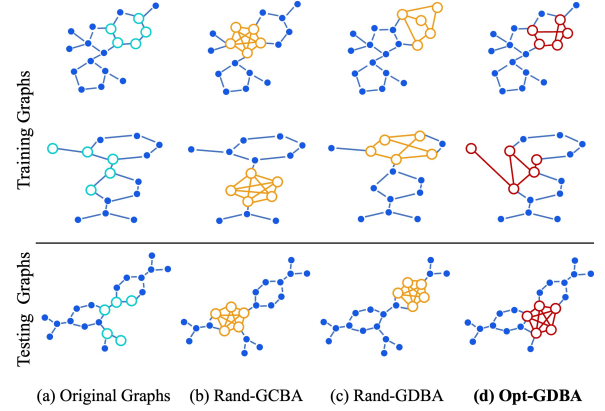 Training Graphs
Testing Graphs
(a) Original Graphs (b) Rand-GCBA (c) Rand-GDBA (d) Opt-GDBA